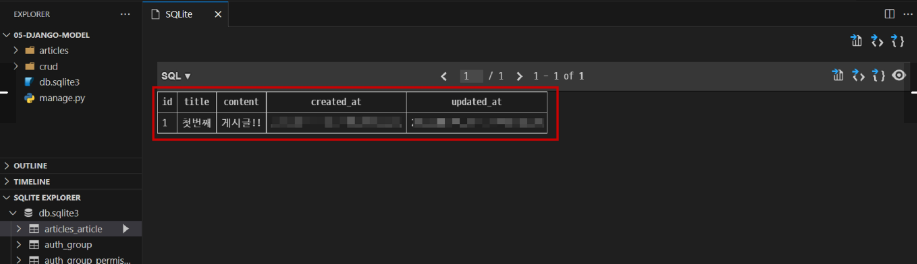 EXPLORER ...
SQLite
05-DJANGO-MODEL
articles
crud
db.sqlite3
manage.py
OUTLINE
TIMELINE
SQLITE EXPLORER
db.sqlite3
articles_article
auth_group
auth_group_permis...
SQL ▼
1 / 1
1 - 1 of 1
id title content created_at updated_at
1 첫번째 게시글!!